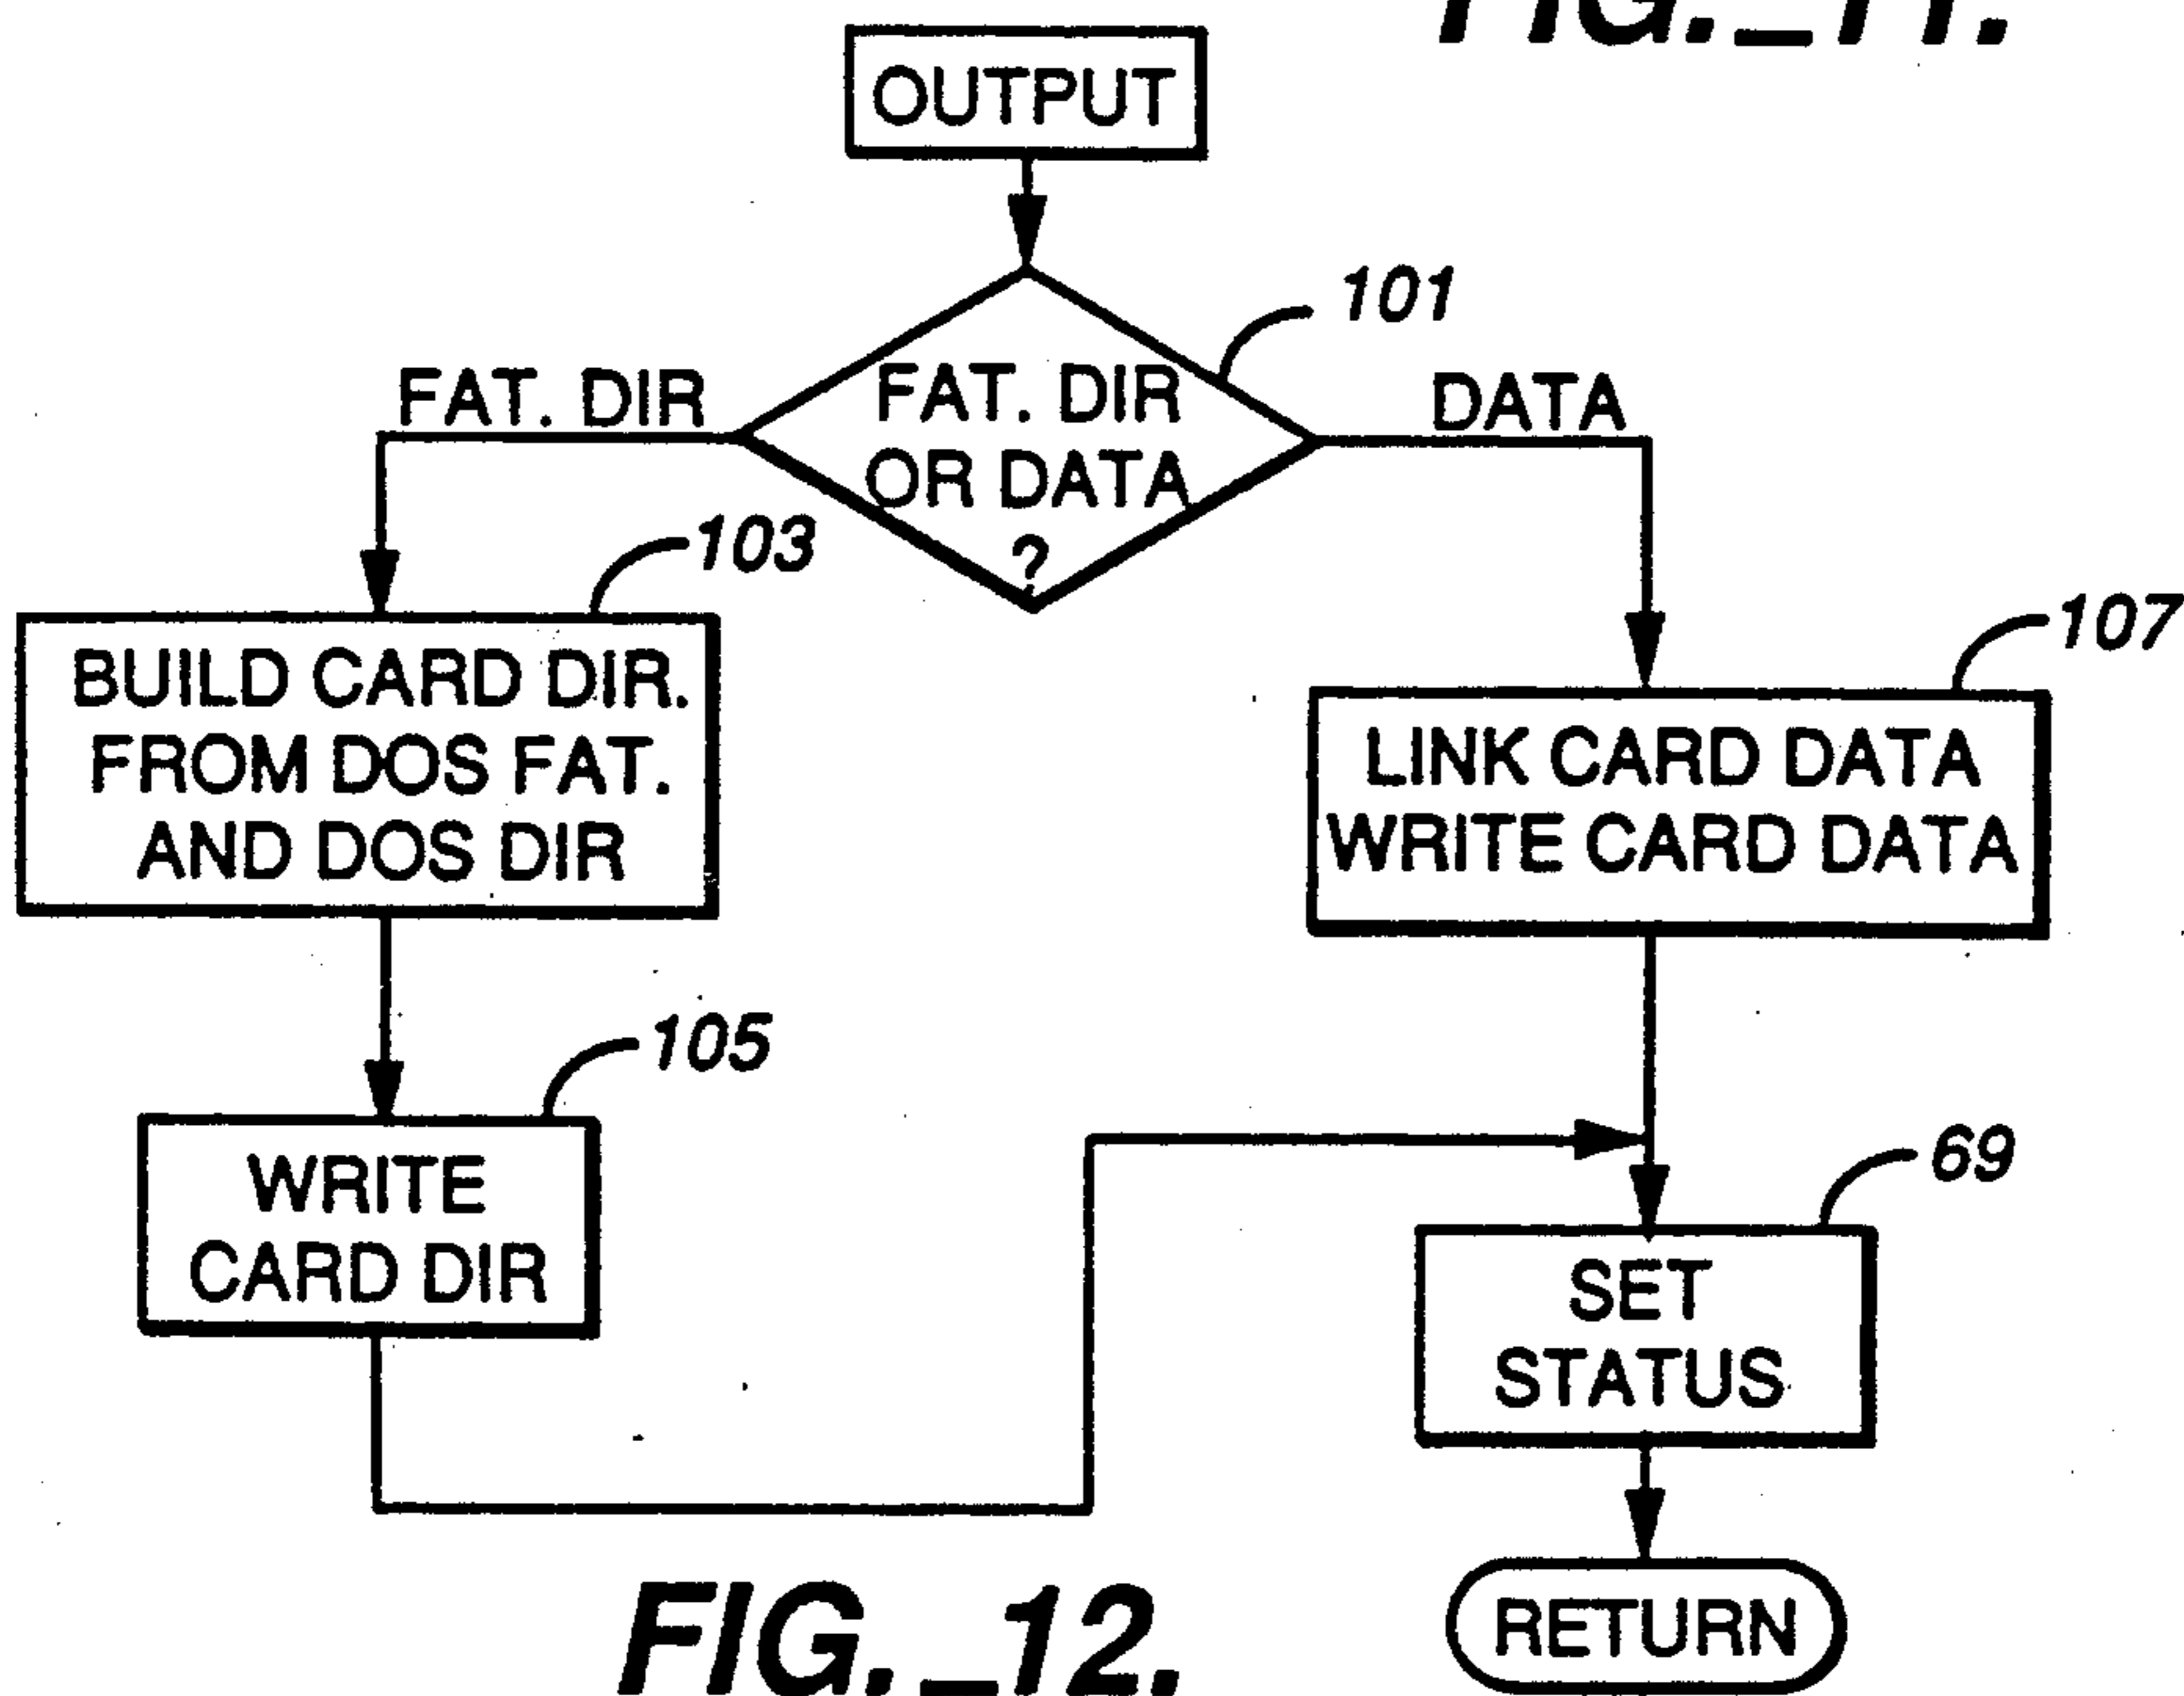 FIG._11.
OUTPUT
101
FAT. DIR
FAT. DIR
OR DATA
?
DATA
103
BUILD CARD DIR.
FROM DOS FAT.
AND DOS DIR
107
LINK CARD DATA
WRITE CARD DATA
105
WRITE
CARD DIR
69
SET
STATUS
RETURN
FIG._12.